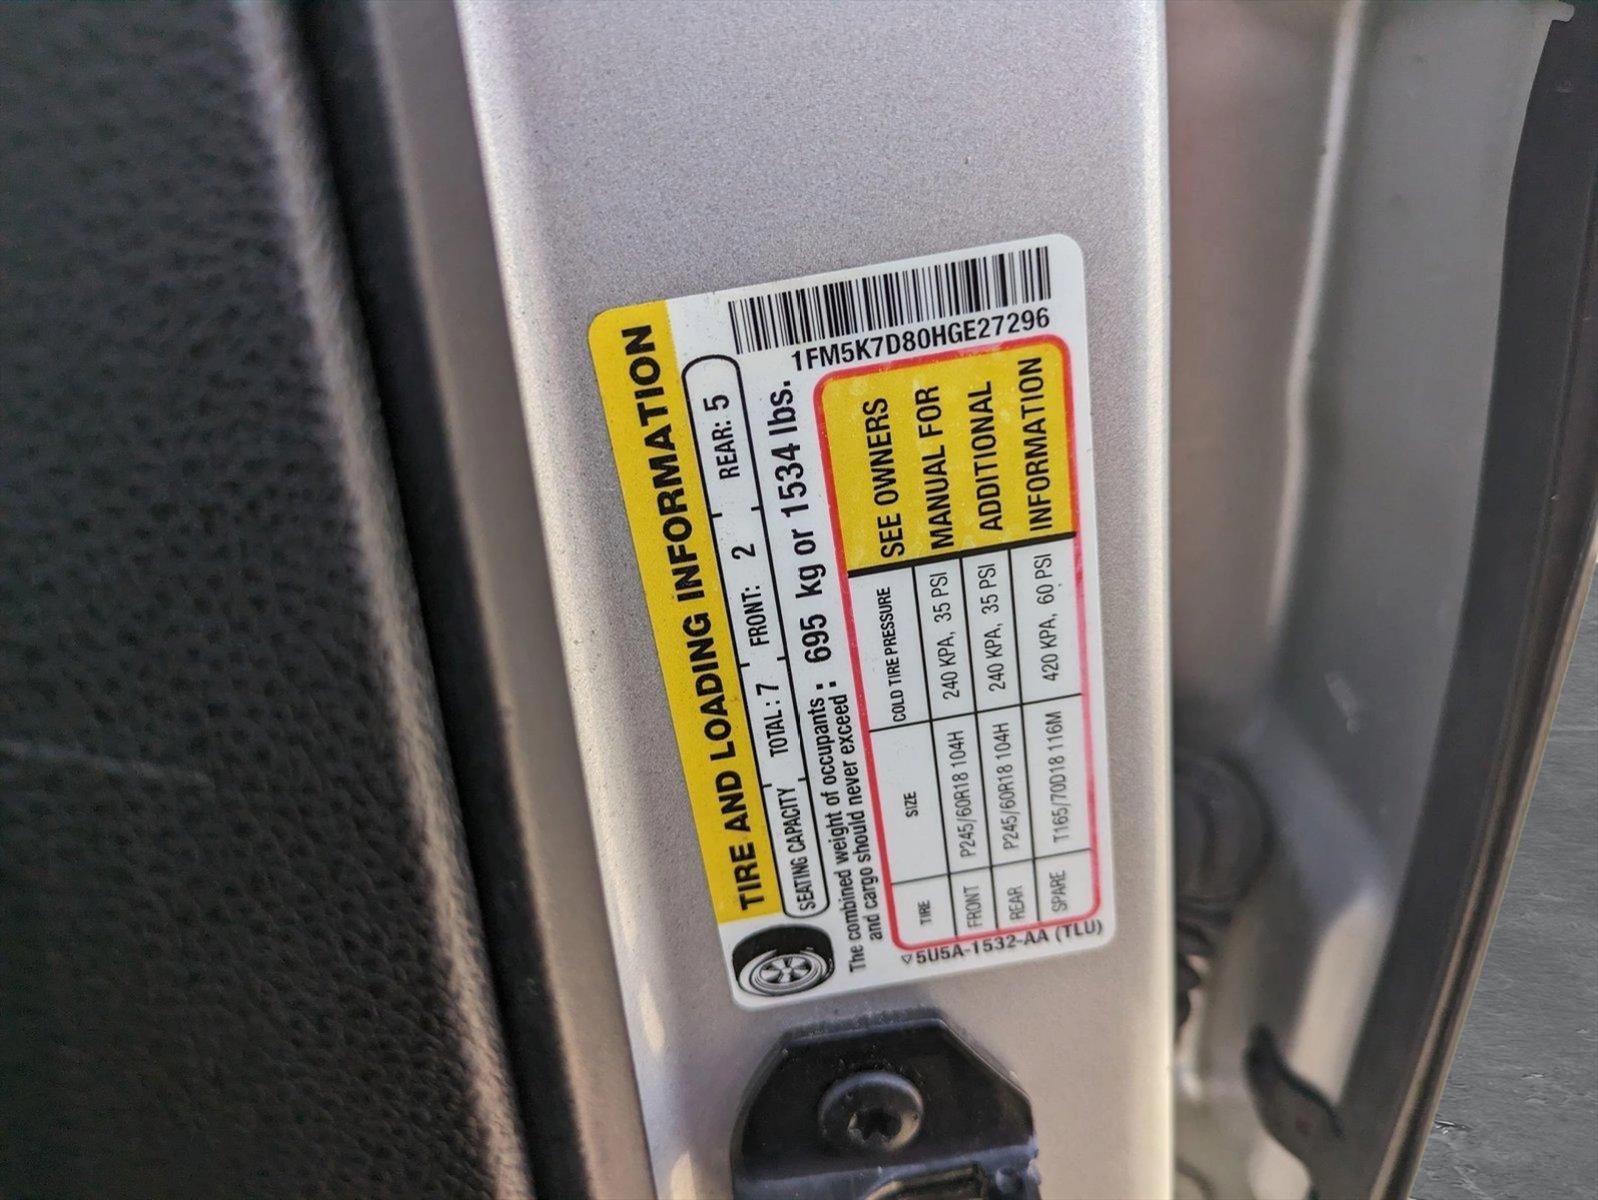 TIRE AND LOADING INFORMATION
SEATING CAPACITY TOTAL: 7 FRONT: 2 REAR: 5
The combined weight of occupants and cargo should never exceed : 695 kg or 1534 lbs.
TIRE SIZE COLD TIRE PRESSURE
FRONT P245/60R18 104H 240 KPA, 35 PSI
REAR P245/60R18 104H 240 KPA, 35 PSI
SPARE T165/70D18 116M 420 KPA, 60 PSI
SEE OWNERS
MANUAL FOR
ADDITIONAL
INFORMATION
5U5A-1532-AA (TLU)
1FM5K7D80HGE27296